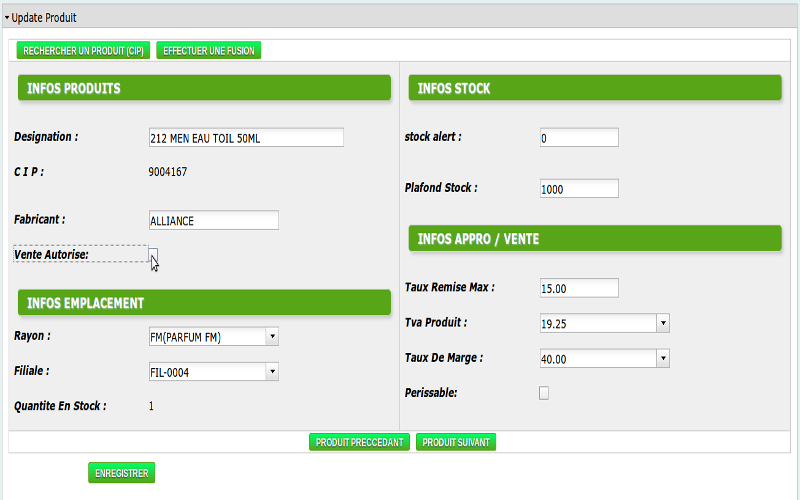 Update Produit
RECHERCHER UN PRODUIT (CIP) EFFECTUER UNE FUSION
INFOS PRODUITS
Designation : 212 MEN EAU TOIL 50ML
C I P : 9004167
Fabricant : ALLIANCE
Vente Autorise:
INFOS EMPLACEMENT
Rayon : FM(PARFUM FM)
Filiale : FIL-0004
Quantite En Stock : 1
INFOS STOCK
stock alert : 0
Plafond Stock : 1000
INFOS APPRO / VENTE
Taux Remise Max : 15.00
Tva Produit : 19.25
Taux De Marge : 40.00
Perissable:
PRODUIT PRECCEDANT PRODUIT SUIVANT
ENREGISTRER